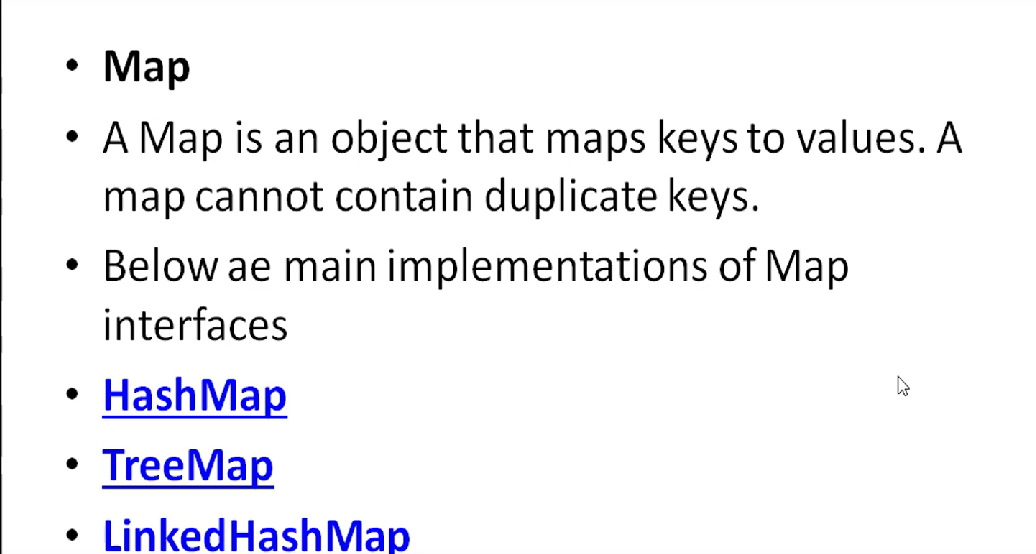 • Map
• A Map is an object that maps keys to values. A
map cannot contain duplicate keys.
• Below ae main implementations of Map
interfaces
• HashMap
• TreeMap
• LinkedHashMap